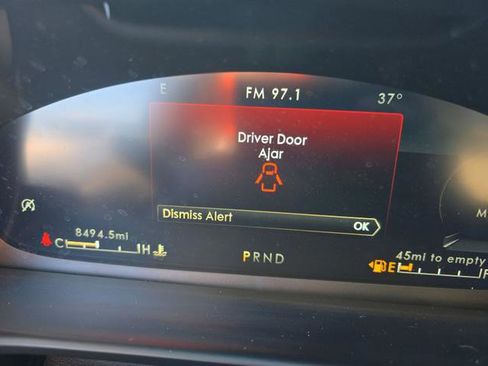 E FM 97.1 37°
Driver Door
Ajar
Dismiss Alert OK
8494.5mi
C H
PRND
45mi to empty
E F
M